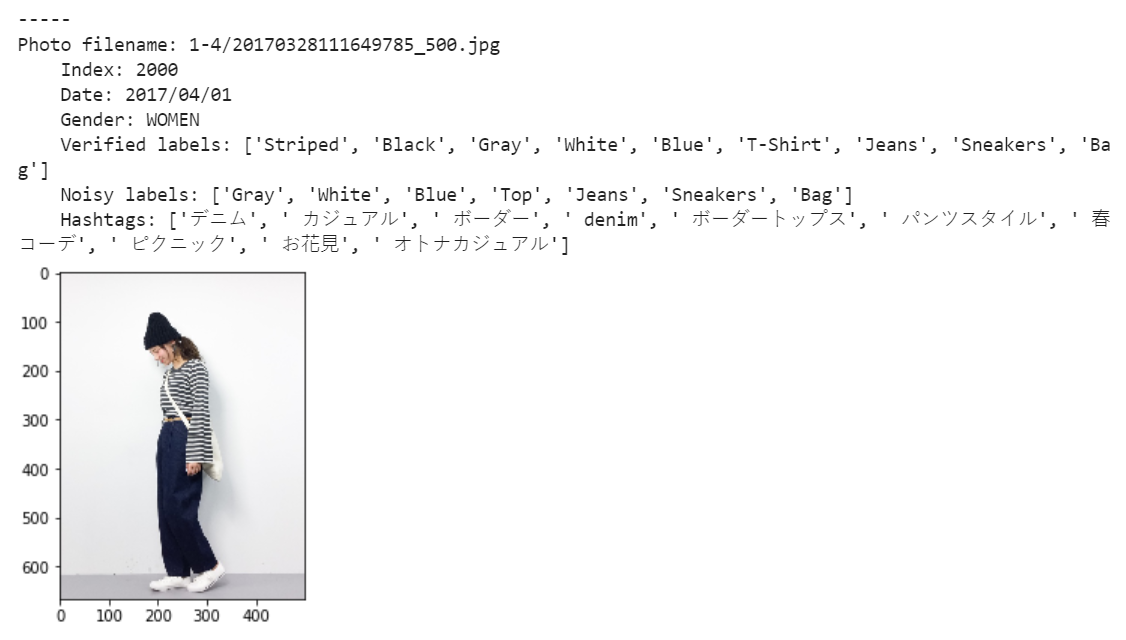 -----
Photo filename: 1-4/20170328111649785_500.jpg
Index: 2000
Date: 2017/04/01
Gender: WOMEN
Verified labels: ['Striped', 'Black', 'Gray', 'White', 'Blue', 'T-Shirt', 'Jeans', 'Sneakers', 'Ba
g']
Noisy labels: ['Gray', 'White', 'Blue', 'Top', 'Jeans', 'Sneakers', 'Bag']
Hashtags: ['デニム', ' カジュアル', ' ボーダー', ' denim', ' ボーダートップス', ' パンツスタイル', ' 春
コーデ', ' ピクニック', ' お花見', ' オトナカジュアル']
0
100
200
300
400
500
600
0 100 200 300 400